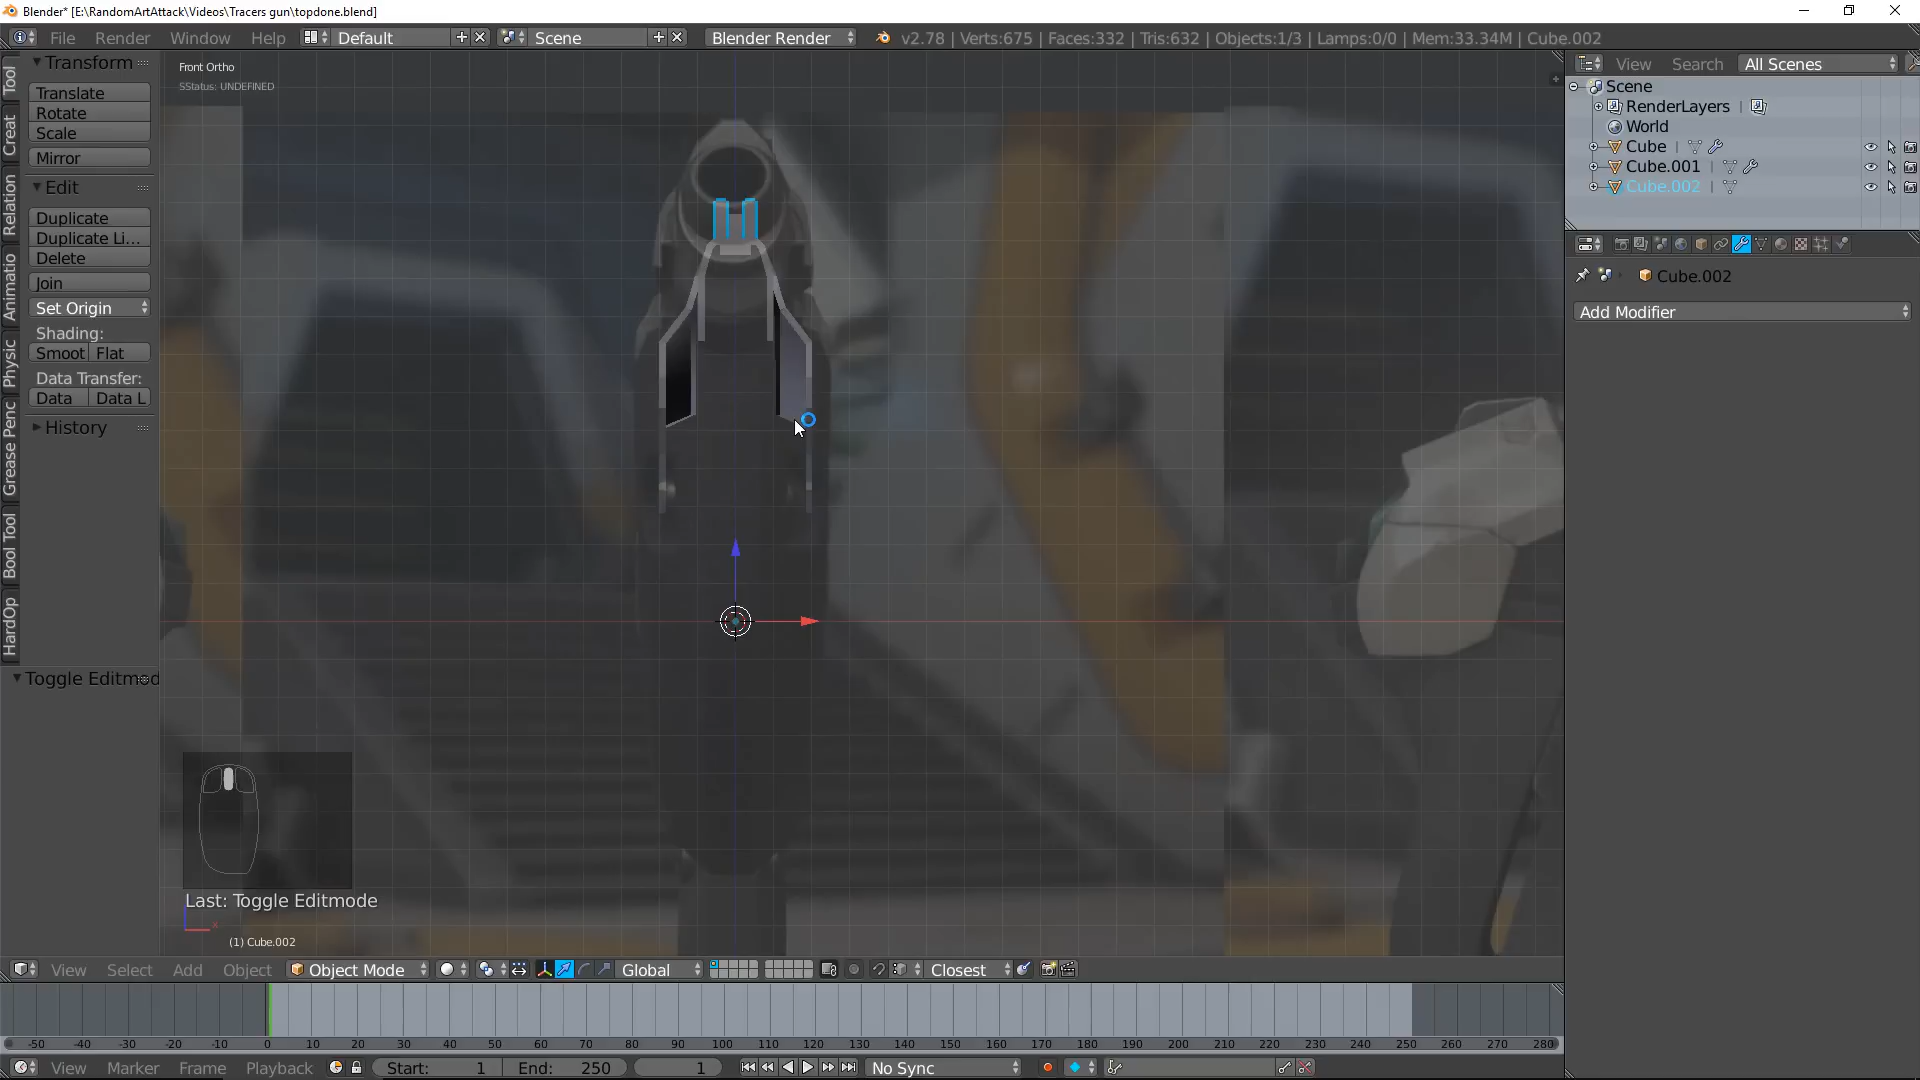 Blender* [E:\RandomArtAttack\Videos\Tracers gun\topdone.blend]
File Render Window Help Default Scene Blender Render v2.78 | Verts:675 | Faces:332 | Tris:632 | Objects:1/3 | Lamps:0/0 | Mem:33.34M | Cube.002
Tool
Creat
Relation
Animatio
Physic
Grease Penc
Bool Tool
HardOp
Transform
Translate
Rotate
Scale
Mirror
Edit
Duplicate
Duplicate Li...
Delete
Join
Set Origin
Shading:
Smoot Flat
Data Transfer:
Data Data L
History
Toggle Editmod
Front Ortho
SStatus: UNDEFINED
Last: Toggle Editmode
x
(1) Cube.002
View Search All Scenes
Scene
RenderLayers
World
Cube
Cube.001
Cube.002
Cube.002
Add Modifier
View Select Add Object Object Mode Global Closest
-50 -40 -30 -20 -10 0 10 20 30 40 50 60 70 80 90 100 110 120 130 140 150 160 170 180 190 200 210 220 230 240 250 260 270 280
View Marker Frame Playback Start: 1 End: 250 1 No Sync